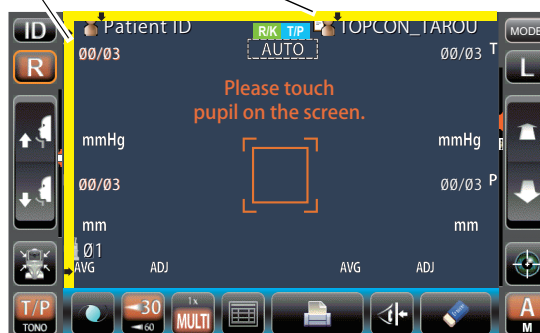 ID
Patient ID
R/K T/P
TOPCON_TAROU
MODE
R
00/03
AUTO
00/03 T
L
Please touch
pupil on the screen.
mmHg
mmHg
00/03
00/03 P
mm
mm
Ø1
AVG ADJ AVG ADJ
T/P
TONO
30
60
1x
MULTI
A
M